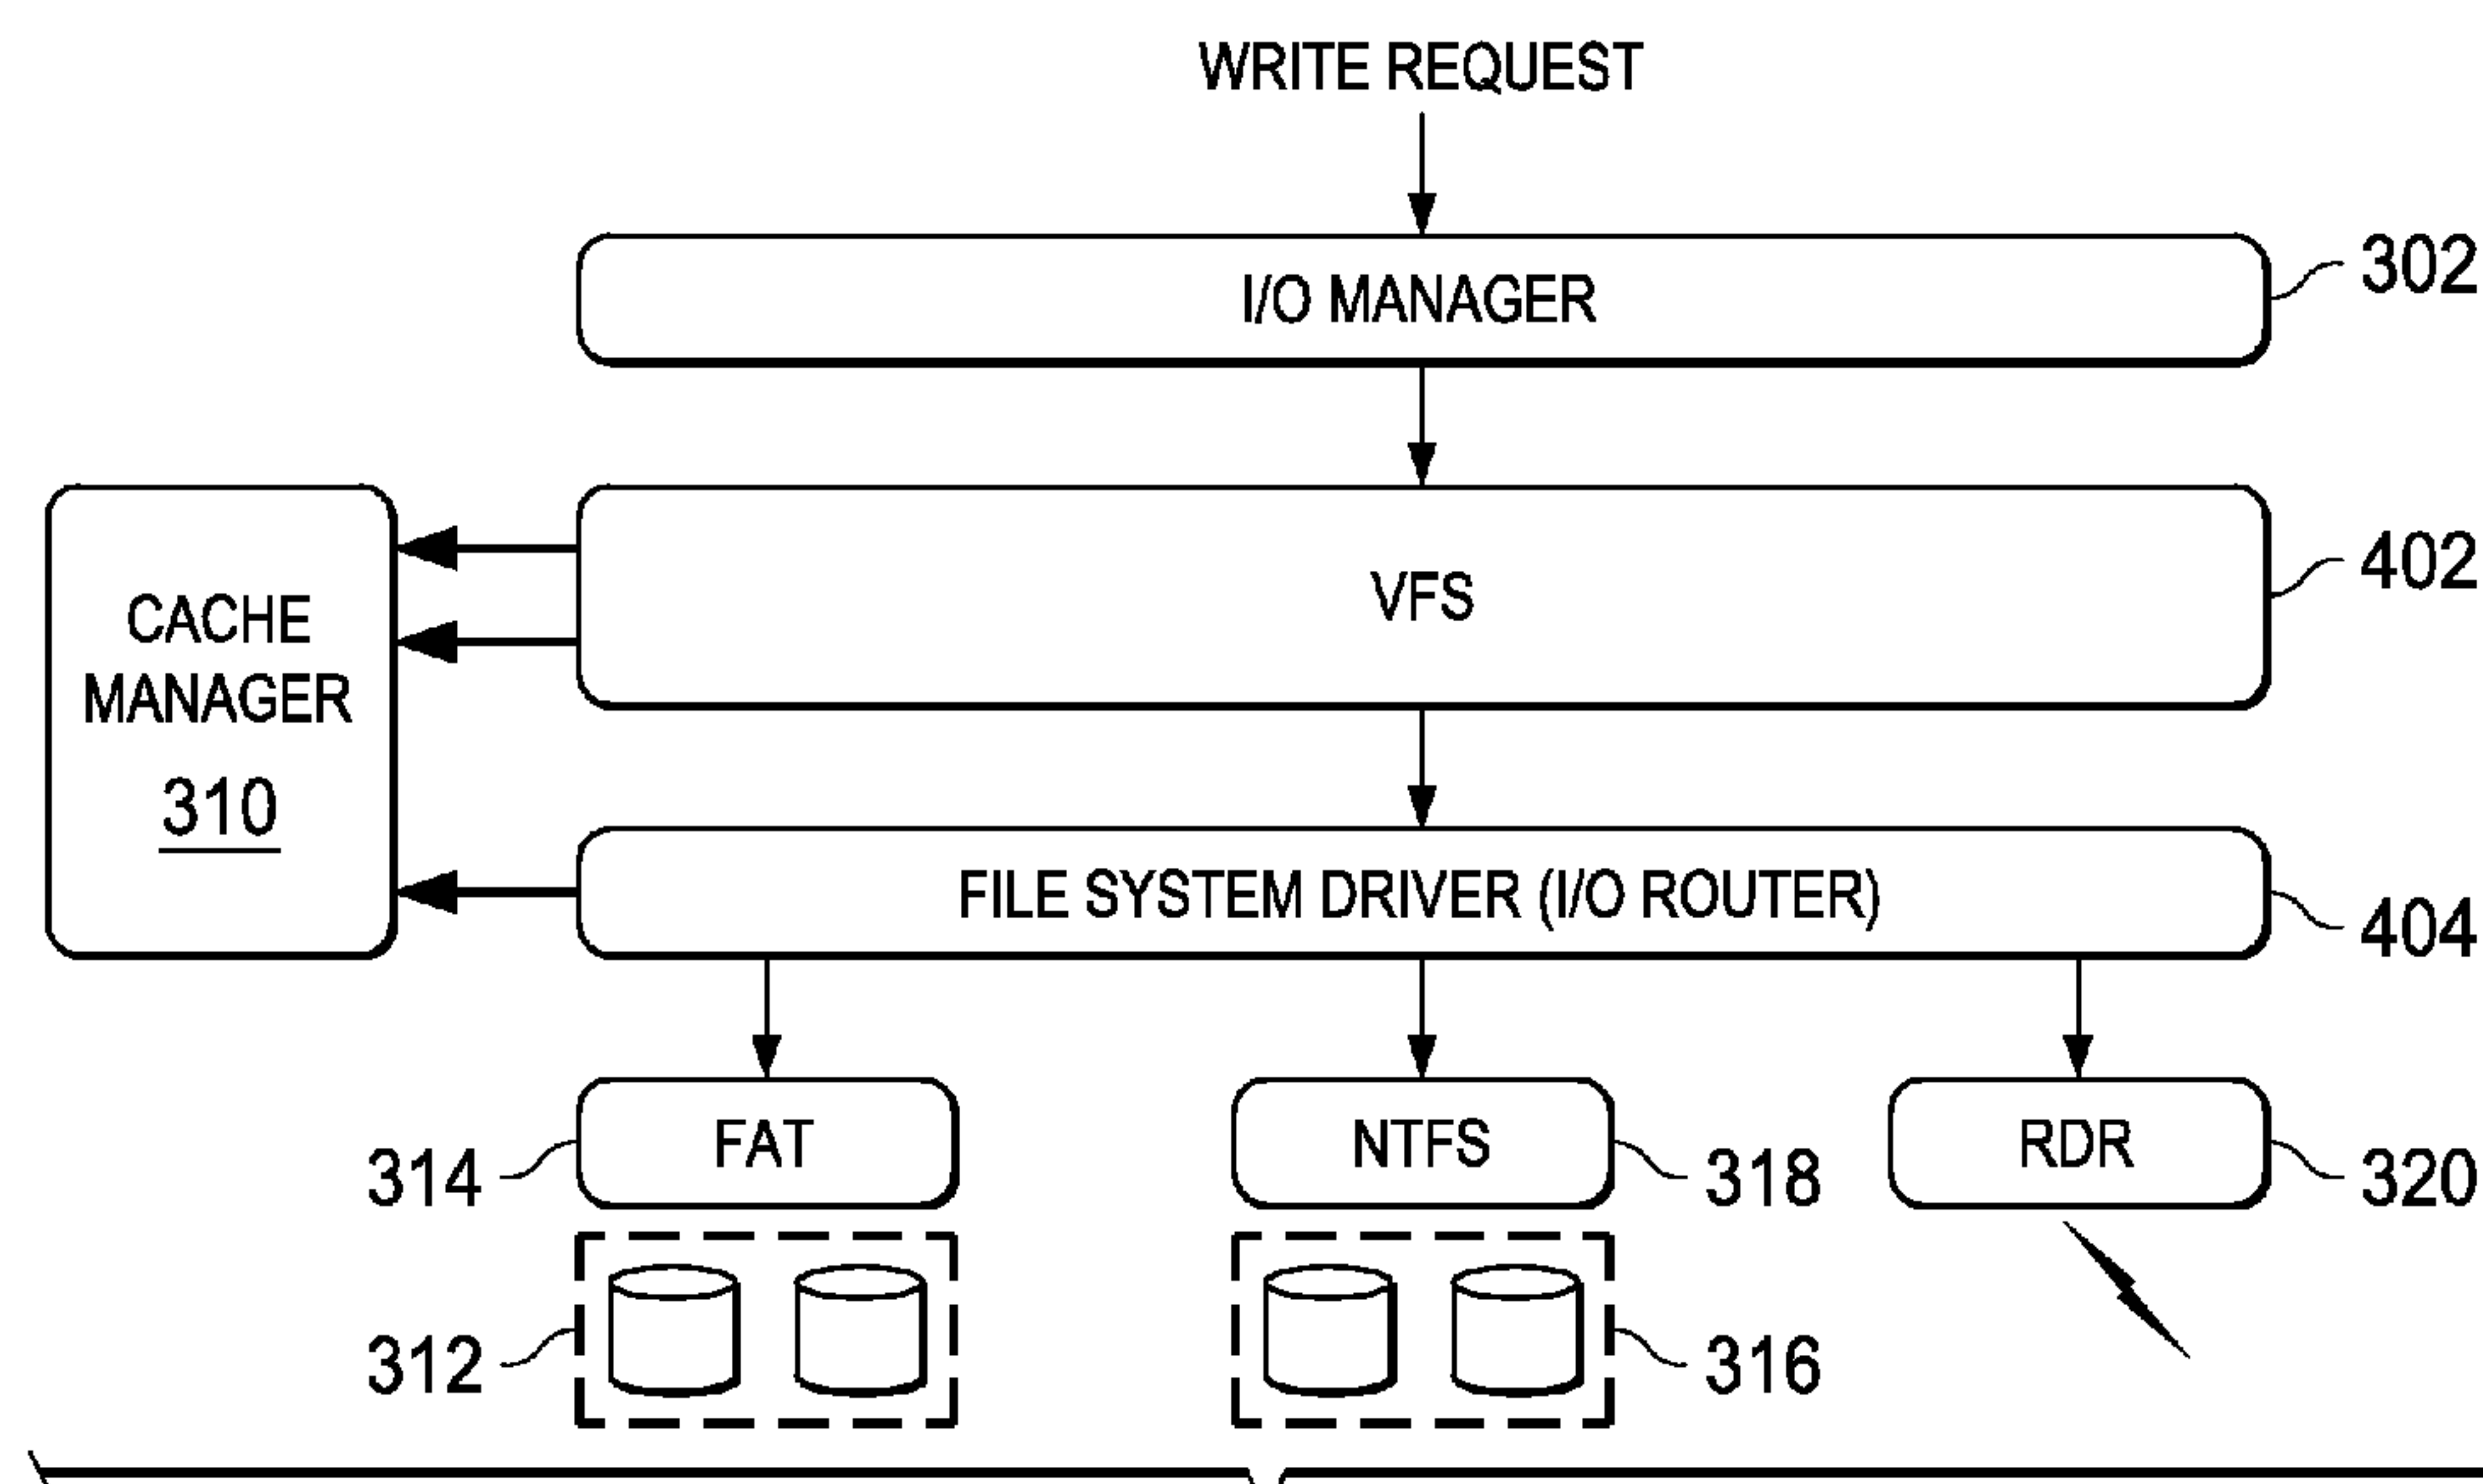 WRITE REQUEST
I/O MANAGER
302
VFS
402
CACHE
MANAGER
310
FILE SYSTEM DRIVER (I/O ROUTER)
404
FAT
314
NTFS
318
RDR
320
312
316